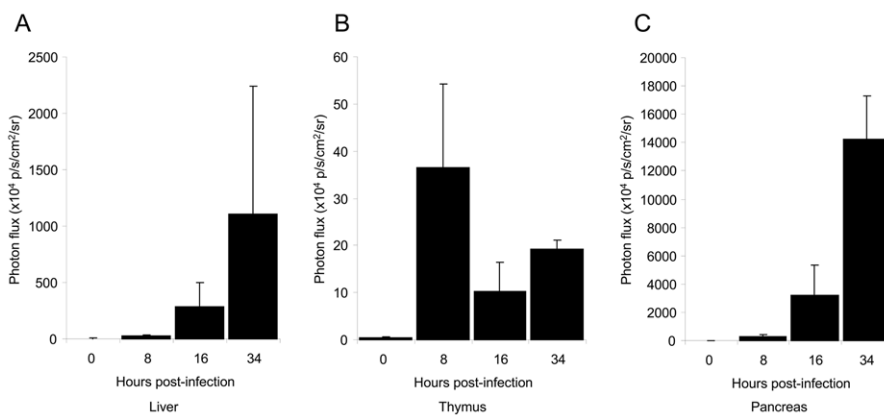 A
Photon flux (x10⁴ p/s/cm²/sr)
2500
2000
1500
1000
500
0
0 8 16 34
Hours post-infection
Liver
B
Photon flux (x10⁴ p/s/cm²/sr)
60
50
40
30
20
10
0
0 8 16 34
Hours post-infection
Thymus
C
Photon flux (x10⁴ p/s/cm²/sr)
20000
18000
16000
14000
12000
10000
8000
6000
4000
2000
0
0 8 16 34
Hours post-infection
Pancreas